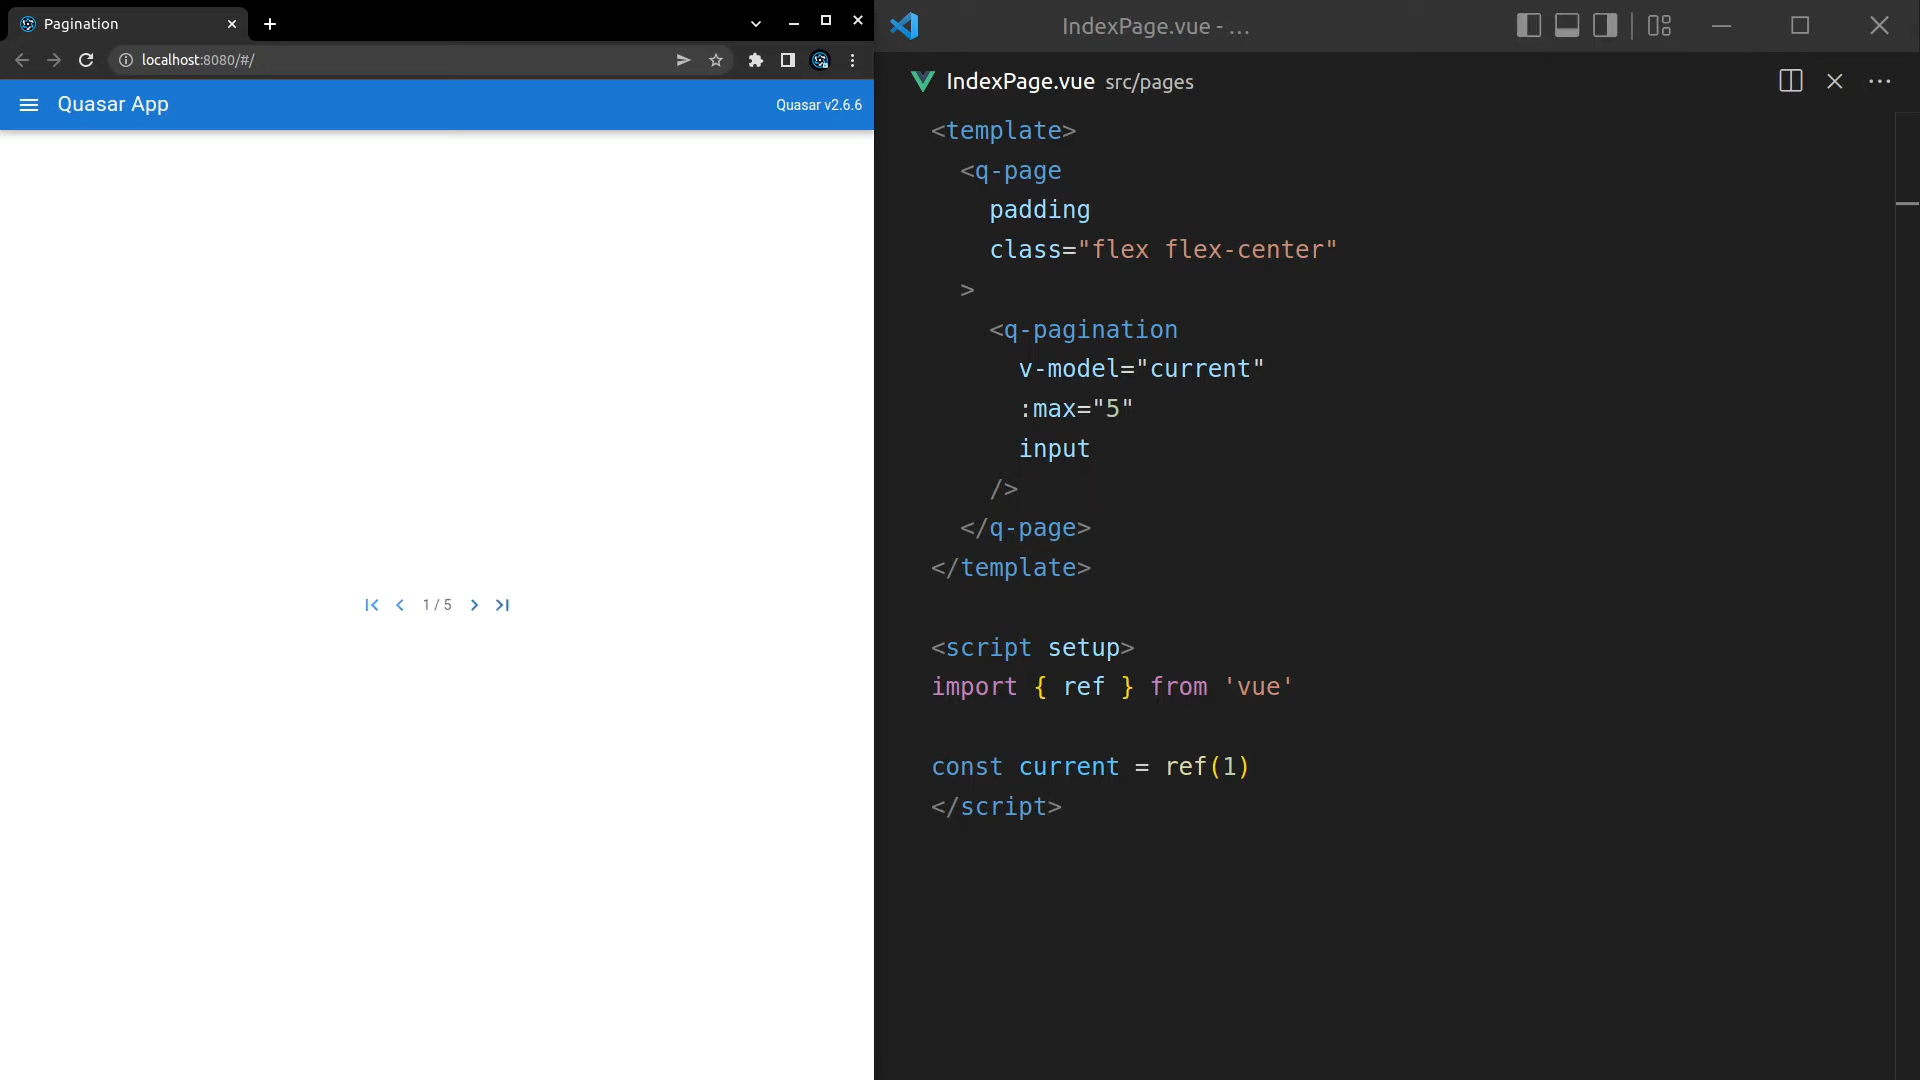 Pagination
localhost:8080/#/
Quasar App
Quasar v2.6.6
1 / 5
IndexPage.vue - ...
IndexPage.vue src/pages
<template>
  <q-page
    padding
    class="flex flex-center"
  >
    <q-pagination
      v-model="current"
      :max="5"
      input
    />
  </q-page>
</template>

<script setup>
import { ref } from 'vue'

const current = ref(1)
</script>